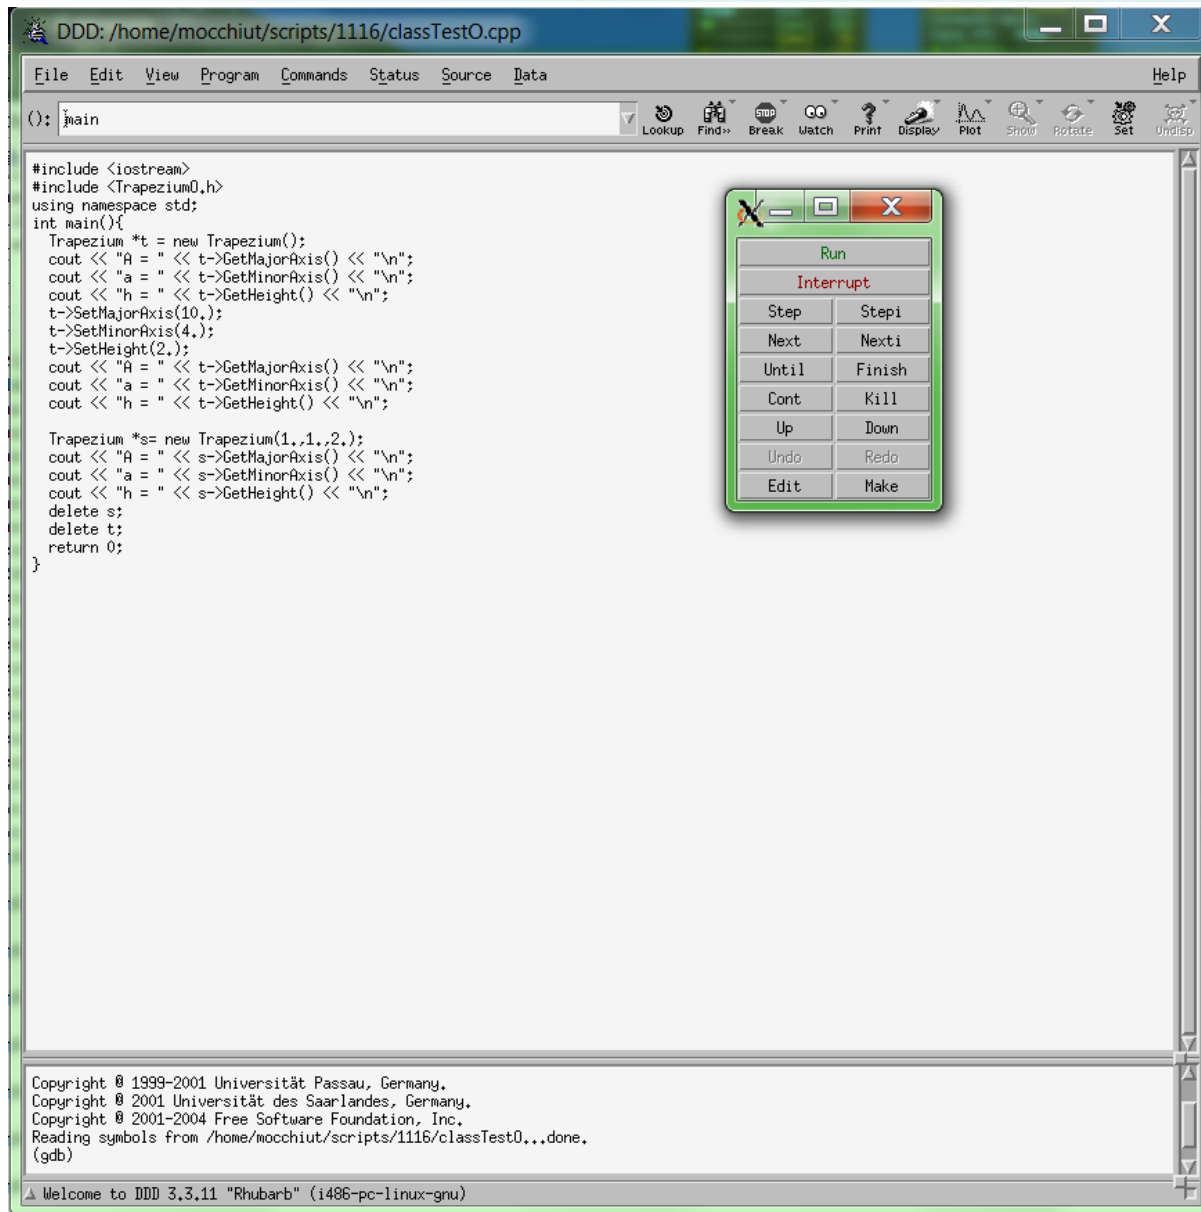 DDD: /home/mocchiut/scripts/1116/classTestO.cpp
File Edit View Program Commands Status Source Data Help
(): main
Lookup Find» Break Watch Print Display Plot Show Rotate Set Undisp
#include <iostream>
#include <TrapeziumO.h>
using namespace std;
int main(){
Trapezium *t = new Trapezium();
cout << "A = " << t->GetMajorAxis() << "\n";
cout << "a = " << t->GetMinorAxis() << "\n";
cout << "h = " << t->GetHeight() << "\n";
t->SetMajorAxis(10.);
t->SetMinorAxis(4.);
t->SetHeight(2.);
cout << "A = " << t->GetMajorAxis() << "\n";
cout << "a = " << t->GetMinorAxis() << "\n";
cout << "h = " << t->GetHeight() << "\n";
Trapezium *s= new Trapezium(1.,1.,2.);
cout << "A = " << s->GetMajorAxis() << "\n";
cout << "a = " << s->GetMinorAxis() << "\n";
cout << "h = " << s->GetHeight() << "\n";
delete s;
delete t;
return 0;
}
Run
Interrupt
Step Stepi
Next Nexti
Until Finish
Cont Kill
Up Down
Undo Redo
Edit Make
Copyright © 1999-2001 Universität Passau, Germany.
Copyright © 2001 Universität des Saarlandes, Germany.
Copyright © 2001-2004 Free Software Foundation, Inc.
Reading symbols from /home/mocchiut/scripts/1116/classTestO...done.
(gdb)
Welcome to DDD 3.3.11 "Rhubarb" (i486-pc-linux-gnu)